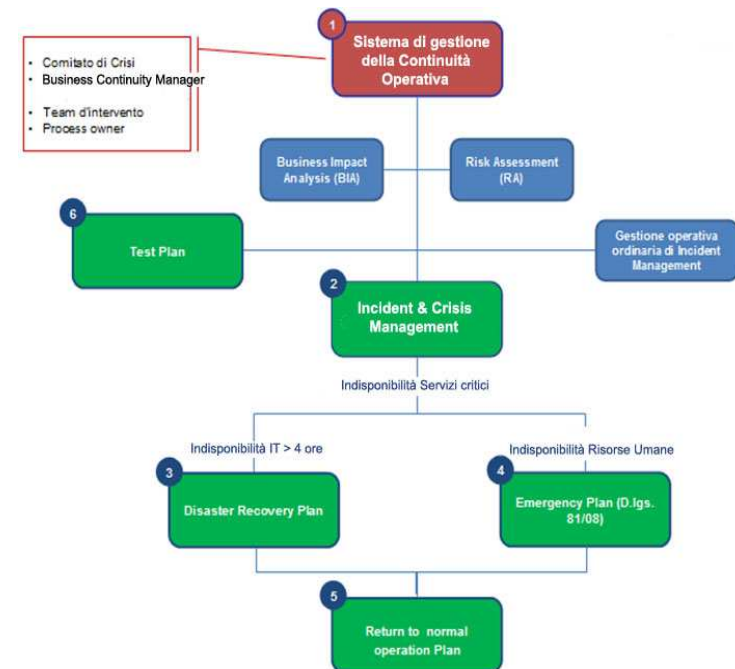 1
Sistema di gestione
della Continuità
Operativa
• Comitato di Crisi
• Business Continuity Manager
• Team d'intervento
• Process owner
Business Impact
Analysis (BIA)
Risk Assessment
(RA)
6
Test Plan
Gestione operativa
ordinaria di Incident
Management
2
Incident & Crisis
Management
Indisponibilità Servizi critici
Indisponibilità IT > 4 ore
Indisponibilità Risorse Umane
3
Disaster Recovery Plan
4
Emergency Plan (D.lgs.
81/08)
5
Return to normal
operation Plan